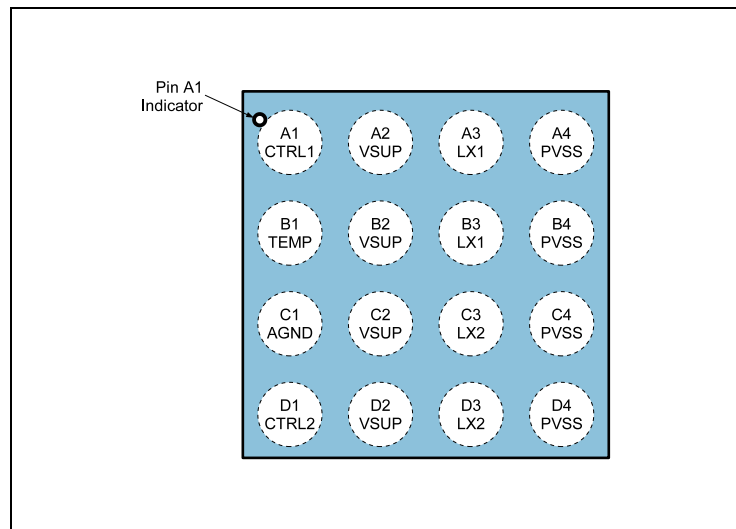 Pin A1
Indicator
A1 A2 A3 A4
CTRL1 VSUP LX1 PVSS
B1 B2 B3 B4
TEMP VSUP LX1 PVSS
C1 C2 C3 C4
AGND VSUP LX2 PVSS
D1 D2 D3 D4
CTRL2 VSUP LX2 PVSS